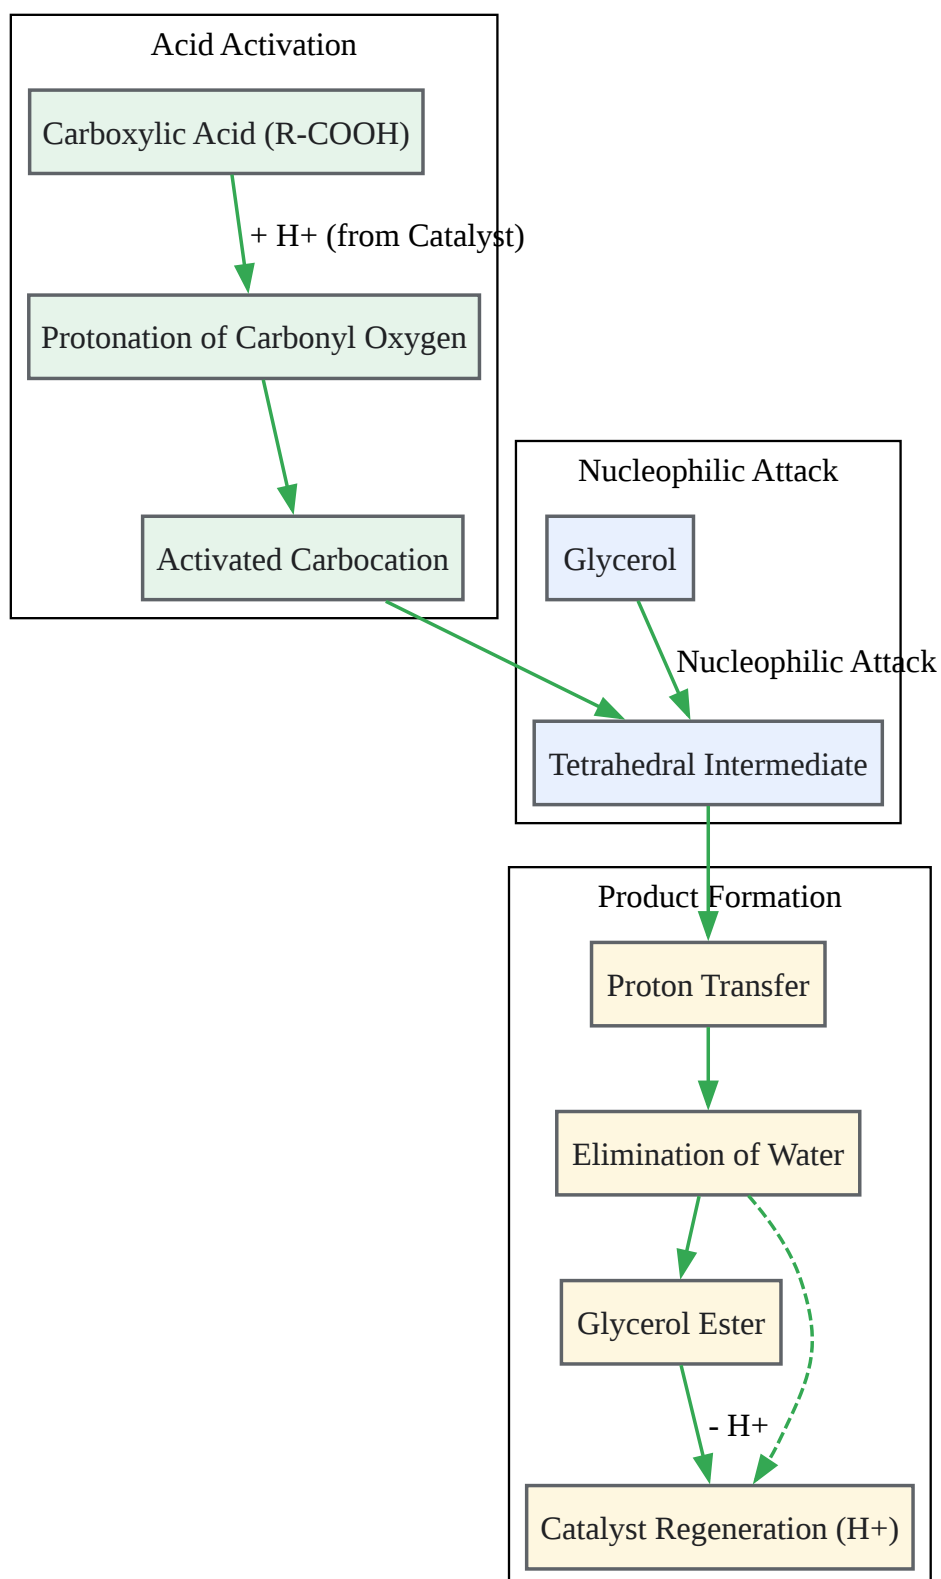 Acid Activation
Carboxylic Acid (R-COOH)
+ H+ (from Catalyst)
Protonation of Carbonyl Oxygen
Activated Carbocation
Nucleophilic Attack
Glycerol
Nucleophilic Attack
Tetrahedral Intermediate
Product Formation
Proton Transfer
Elimination of Water
Glycerol Ester
- H+
Catalyst Regeneration (H+)